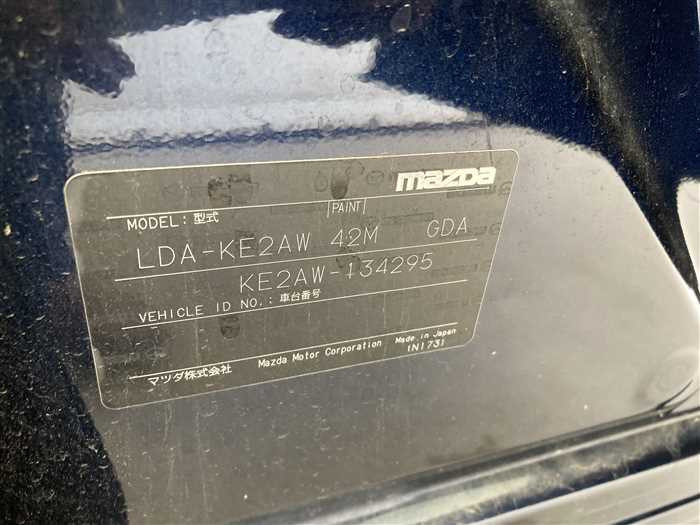 mazda
MODEL: 型式 PAINT
LDA-KE2AW 42M GDA
KE2AW-134295
VEHICLE ID NO.: 車台番号
マツダ株式会社 Mazda Motor Corporation Made in Japan
1N1731